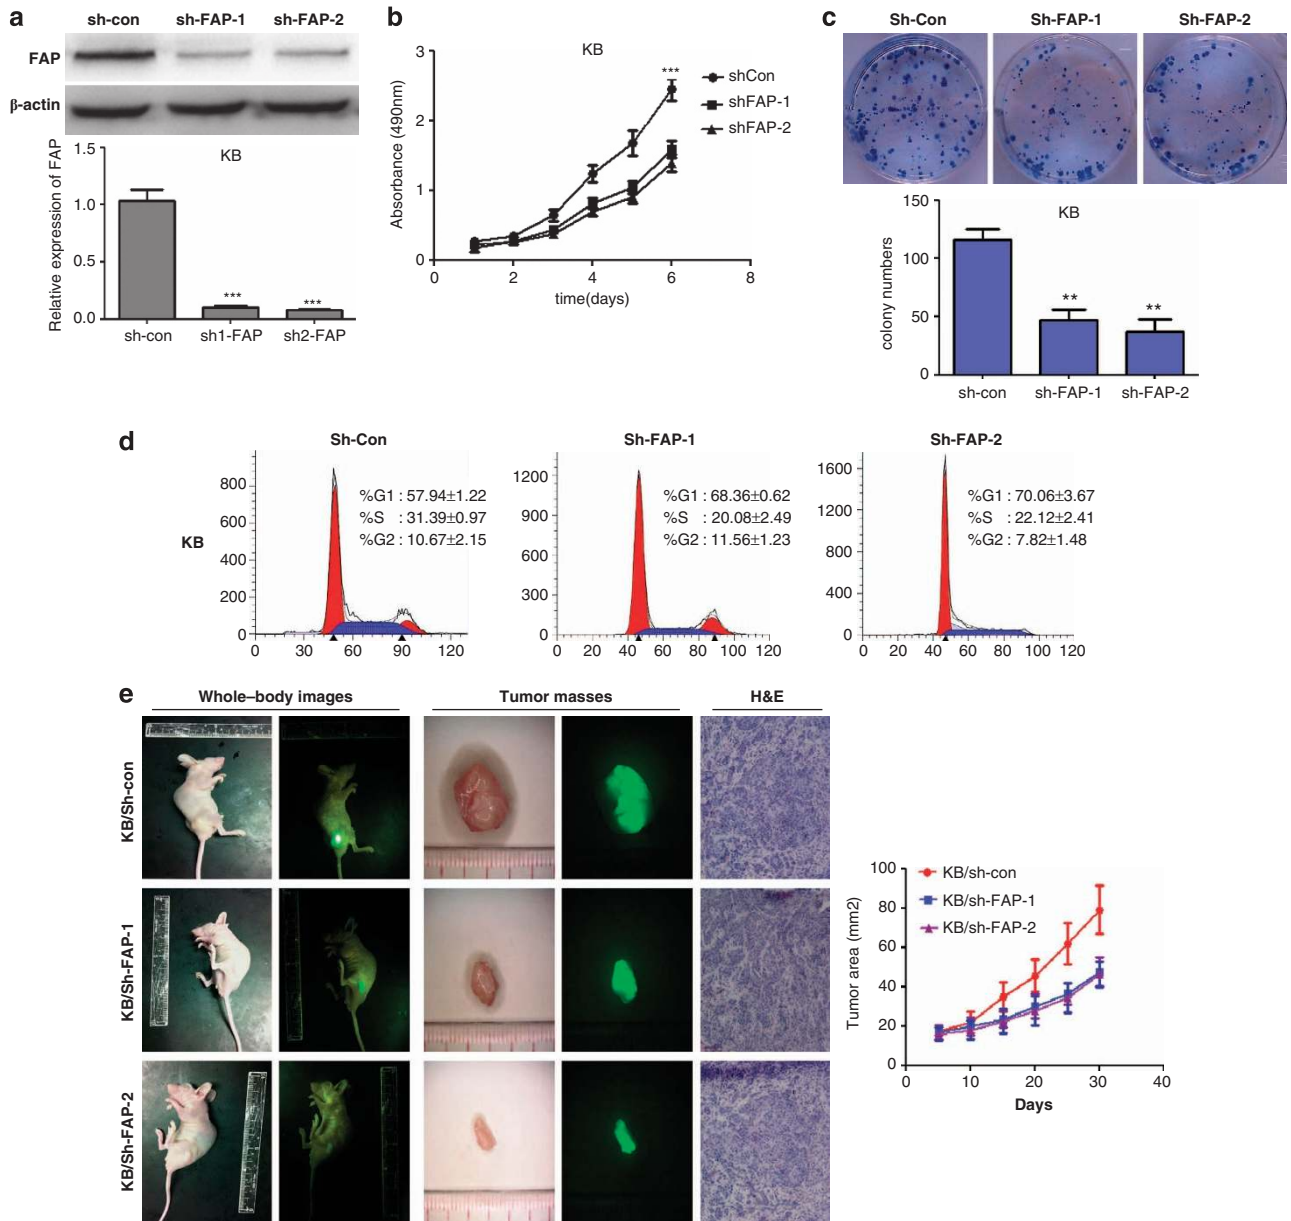 a
sh-con sh-FAP-1 sh-FAP-2
FAP
β-actin
KB
Relative expression of FAP
1.5
1.0
0.5
0.0
***
***
sh-con sh1-FAP sh2-FAP
b
KB
Absorbance (490nm)
3
2
1
0
***
shCon
shFAP-1
shFAP-2
0 2 4 6 8
time(days)
c
Sh-Con Sh-FAP-1 Sh-FAP-2
KB
colony numbers
150
100
50
0
**
**
sh-con sh-FAP-1 sh-FAP-2
d
KB
Sh-Con
800
600
400
200
0
%G1 : 57.94±1.22
%S : 31.39±0.97
%G2 : 10.67±2.15
0 30 60 90 120
Sh-FAP-1
1200
900
600
300
0
%G1 : 68.36±0.62
%S : 20.08±2.49
%G2 : 11.56±1.23
0 20 40 60 80 100 120
Sh-FAP-2
1600
1200
800
400
0
%G1 : 70.06±3.67
%S : 22.12±2.41
%G2 : 7.82±1.48
0 20 40 60 80 100 120
e
Whole–body images Tumor masses H&E
KB/Sh-con
KB/Sh-FAP-1
KB/Sh-FAP-2
Tumor area (mm2)
100
80
60
40
20
0
KB/sh-con
KB/sh-FAP-1
KB/sh-FAP-2
0 10 20 30 40
Days